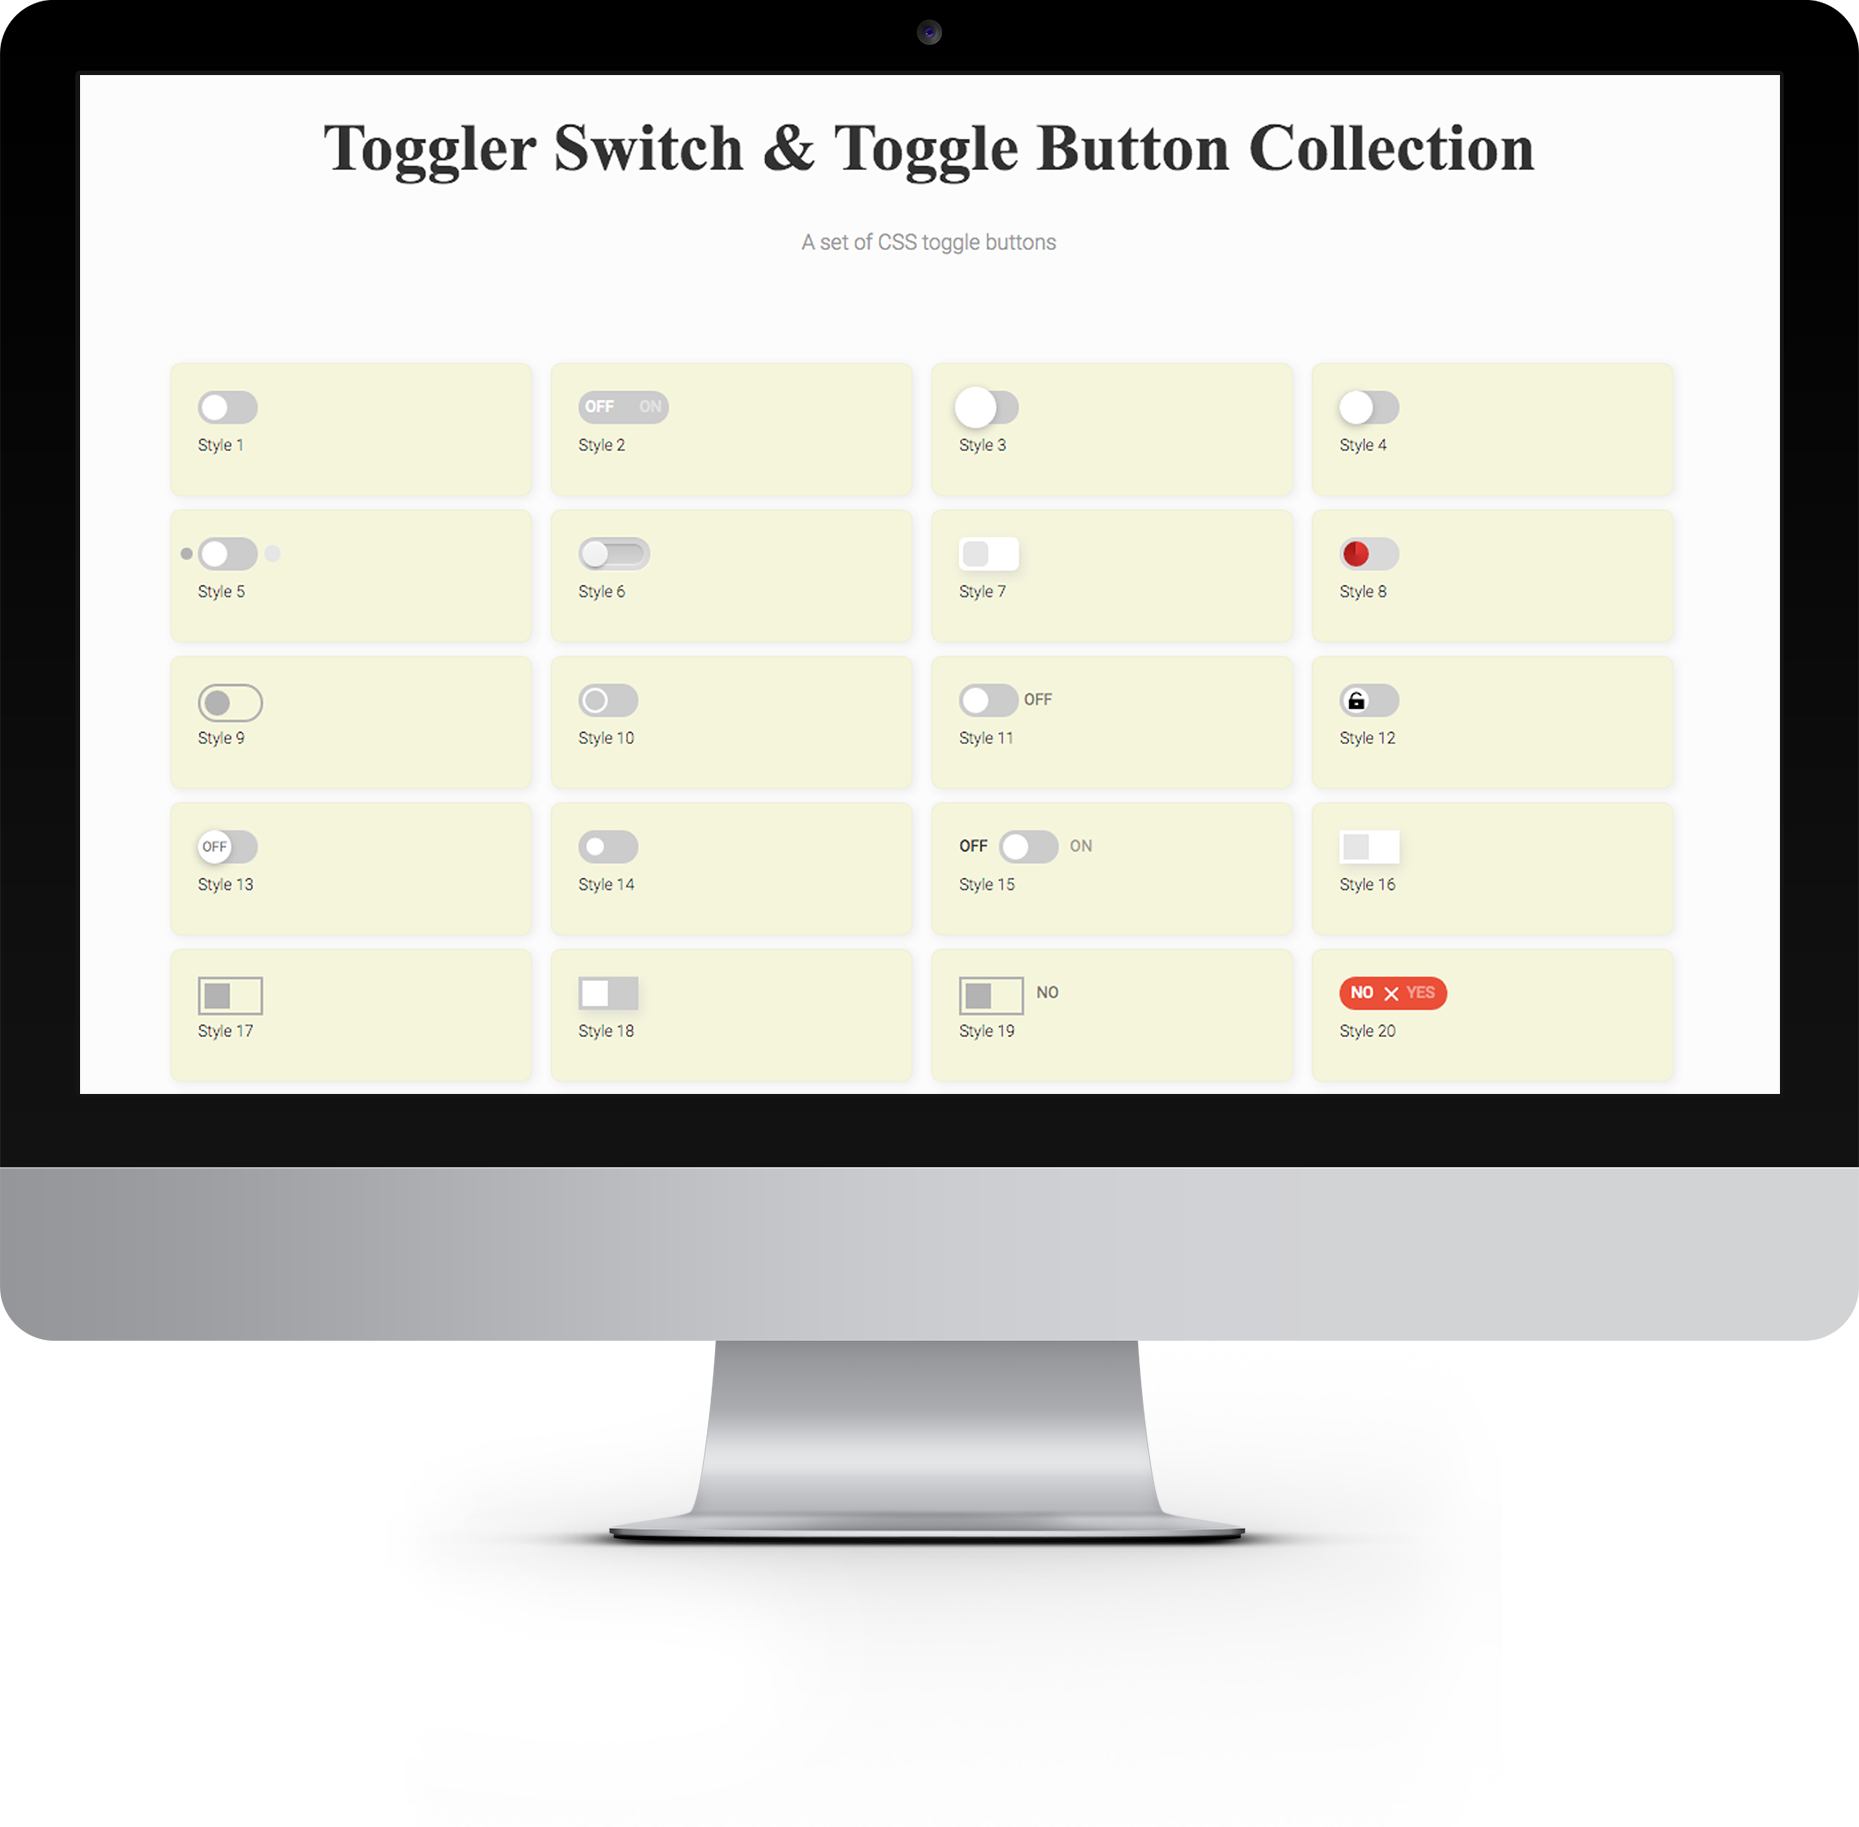 Toggler Switch & Toggle Button Collection
A set of CSS toggle buttons
OFF ON
Style 1
Style 2
Style 3
Style 4
Style 5
Style 6
Style 7
Style 8
OFF
Style 9
Style 10
Style 11
Style 12
OFF
OFF ON
Style 13
Style 14
Style 15
Style 16
NO
NO YES
Style 17
Style 18
Style 19
Style 20